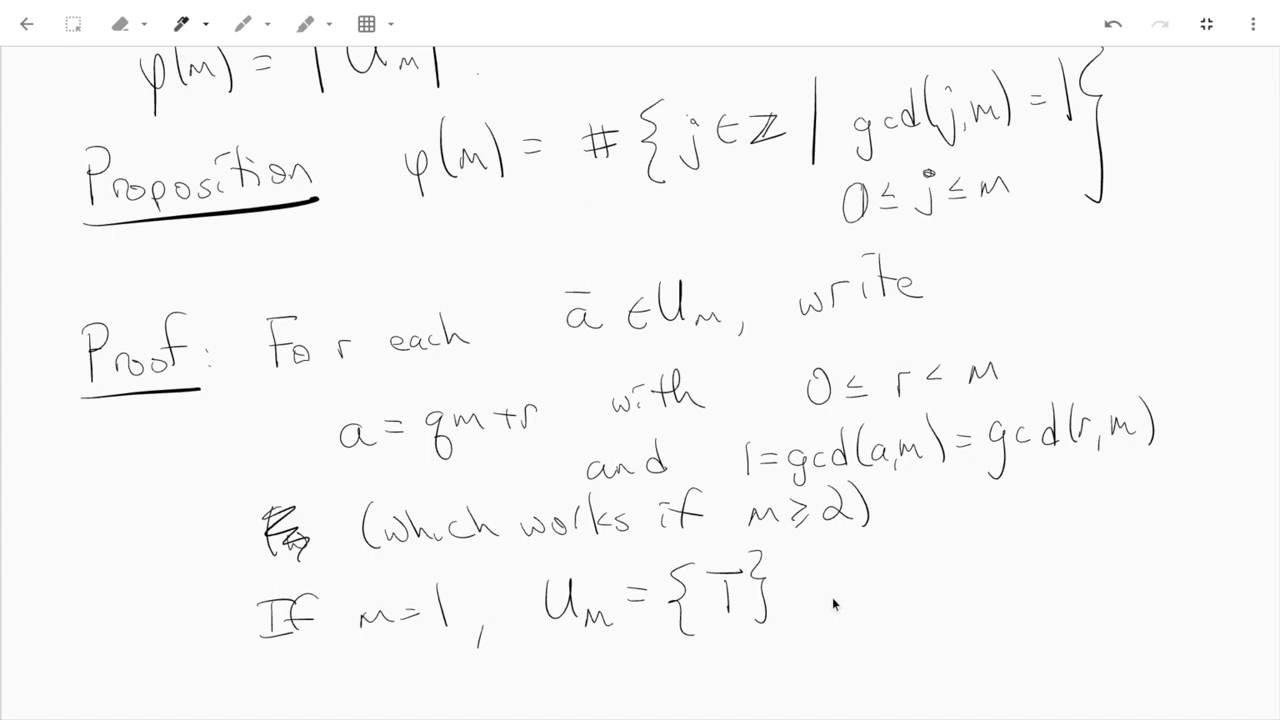 φ(m) = |U_m|.
Proposition φ(m) = # {j ∈ ℤ | gcd(j, m) = 1
0 ≤ j ≤ m}
Proof: For each a̅ ∈ U_m, write
a = qm + r with 0 ≤ r < m
and 1 = gcd(a, m) = gcd(r, m)
(which works if m ≥ 2)
If m = 1, U_m = {1̅}